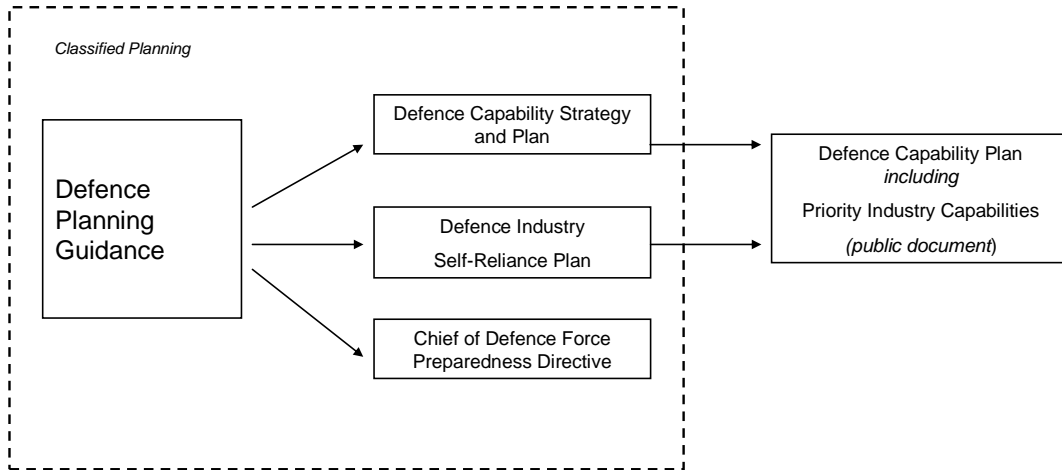 Classified Planning
Defence
Planning
Guidance
Defence Capability Strategy
and Plan
Defence Industry
Self-Reliance Plan
Chief of Defence Force
Preparedness Directive
Defence Capability Plan
including
Priority Industry Capabilities
(public document)